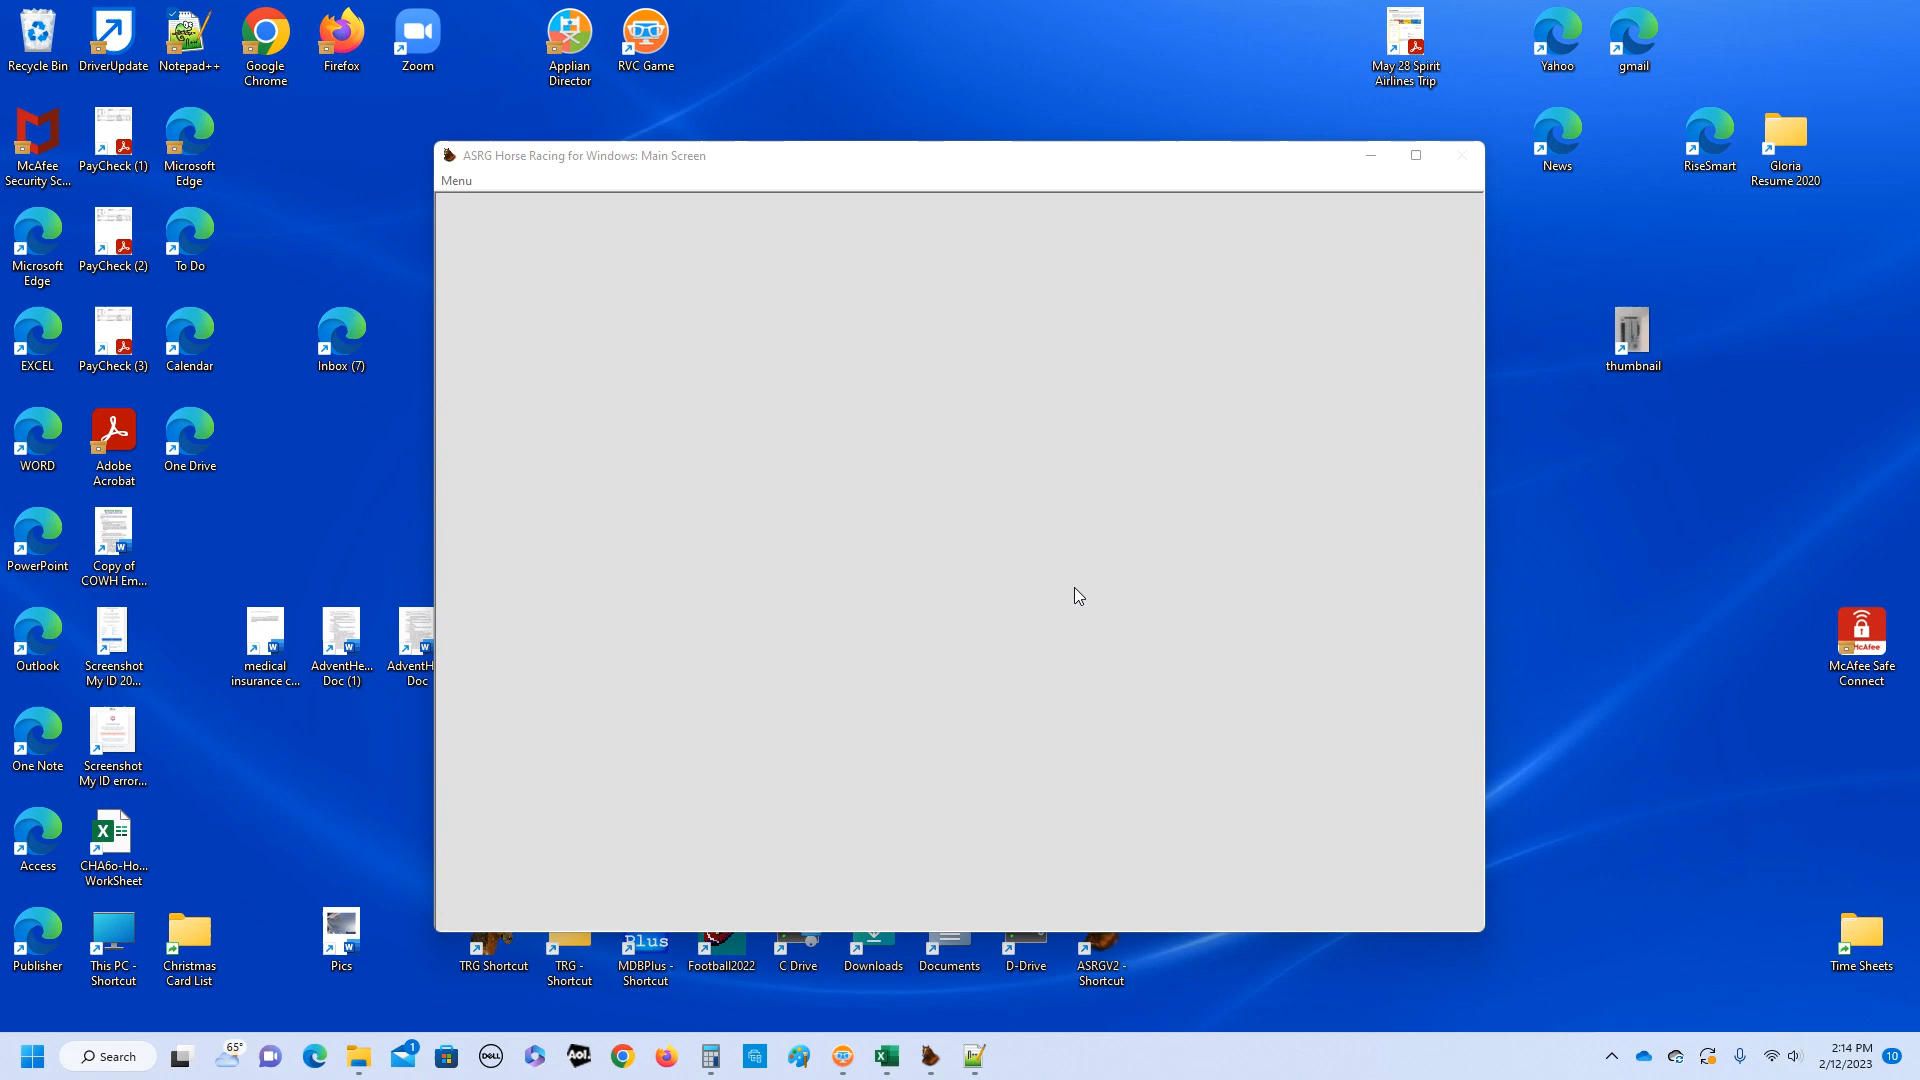 Recycle Bin
DriverUpdate
Notepad++
Google
Chrome
Firefox
Zoom
Applian
Director
RVC Game
May 28 Spirit
Airlines Trip
Yahoo
gmail
McAfee
Security Sc...
PayCheck (1)
Microsoft
Edge
News
RiseSmart
Gloria
Resume 2020
ASRG Horse Racing for Windows: Main Screen
Menu
Microsoft
Edge
PayCheck (2)
To Do
EXCEL
PayCheck (3)
Calendar
Inbox (7)
thumbnail
WORD
Adobe
Acrobat
One Drive
PowerPoint
Copy of
COWH Em...
Outlook
Screenshot
My ID 20...
medical
insurance c...
AdventHe...
Doc (1)
AdventH
Doc
McAfee
McAfee Safe
Connect
One Note
Screenshot
My ID error...
Access
CHA6o-Ho...
WorkSheet
Publisher
This PC -
Shortcut
Christmas
Card List
Pics
TRG Shortcut
TRG -
Shortcut
Plus
MDBPlus -
Shortcut
Football2022
C Drive
Downloads
Documents
D-Drive
ASRGV2 -
Shortcut
Time Sheets
Search
65°
1
DELL
Aol.
2:14 PM
2/12/2023
10